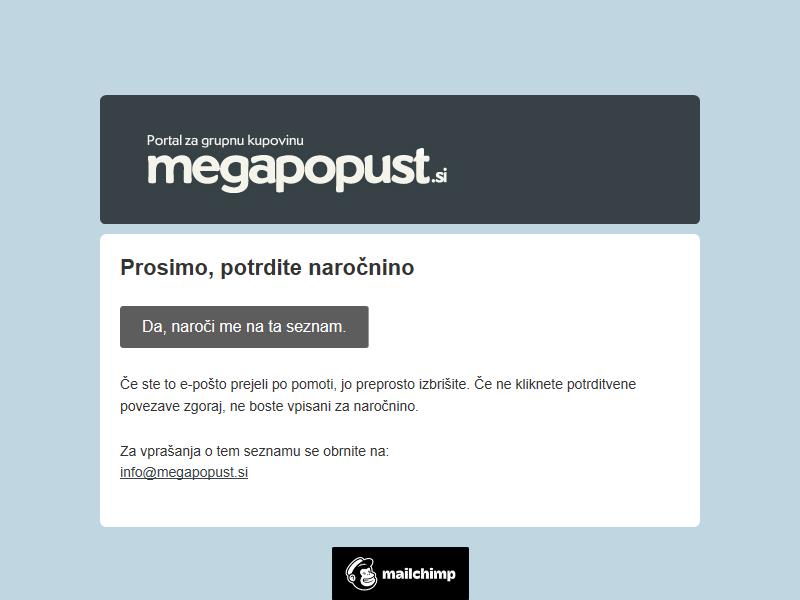 Portal za grupnu kupovinu
megapopust.si
Prosimo, potrdite naročnino
Da, naroči me na ta seznam.
Če ste to e-pošto prejeli po pomoti, jo preprosto izbrišite. Če ne kliknete potrditvene
povezave zgoraj, ne boste vpisani za naročnino.
Za vprašanja o tem seznamu se obrnite na:
info@megapopust.si
mailchimp